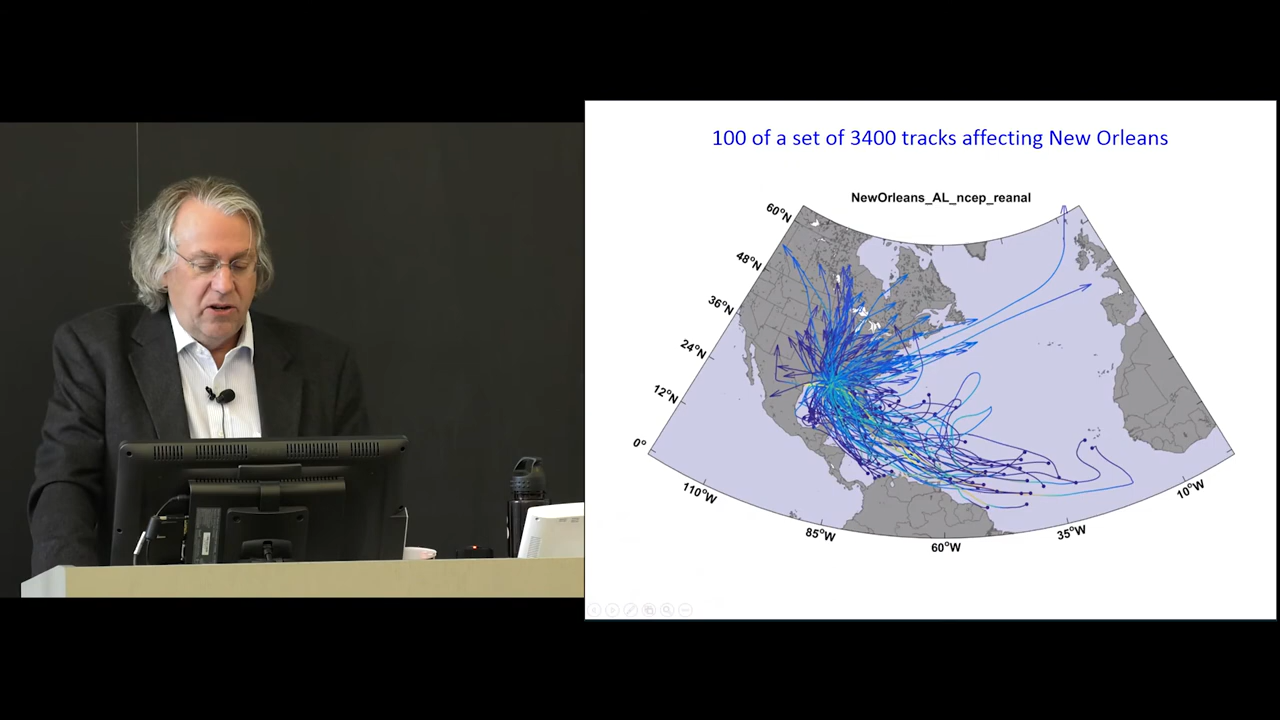 100 of a set of 3400 tracks affecting New Orleans
NewOrleans_AL_ncep_reanal
60°N
48°N
36°N
24°N
12°N
0°
110°W
85°W
60°W
35°W
10°W